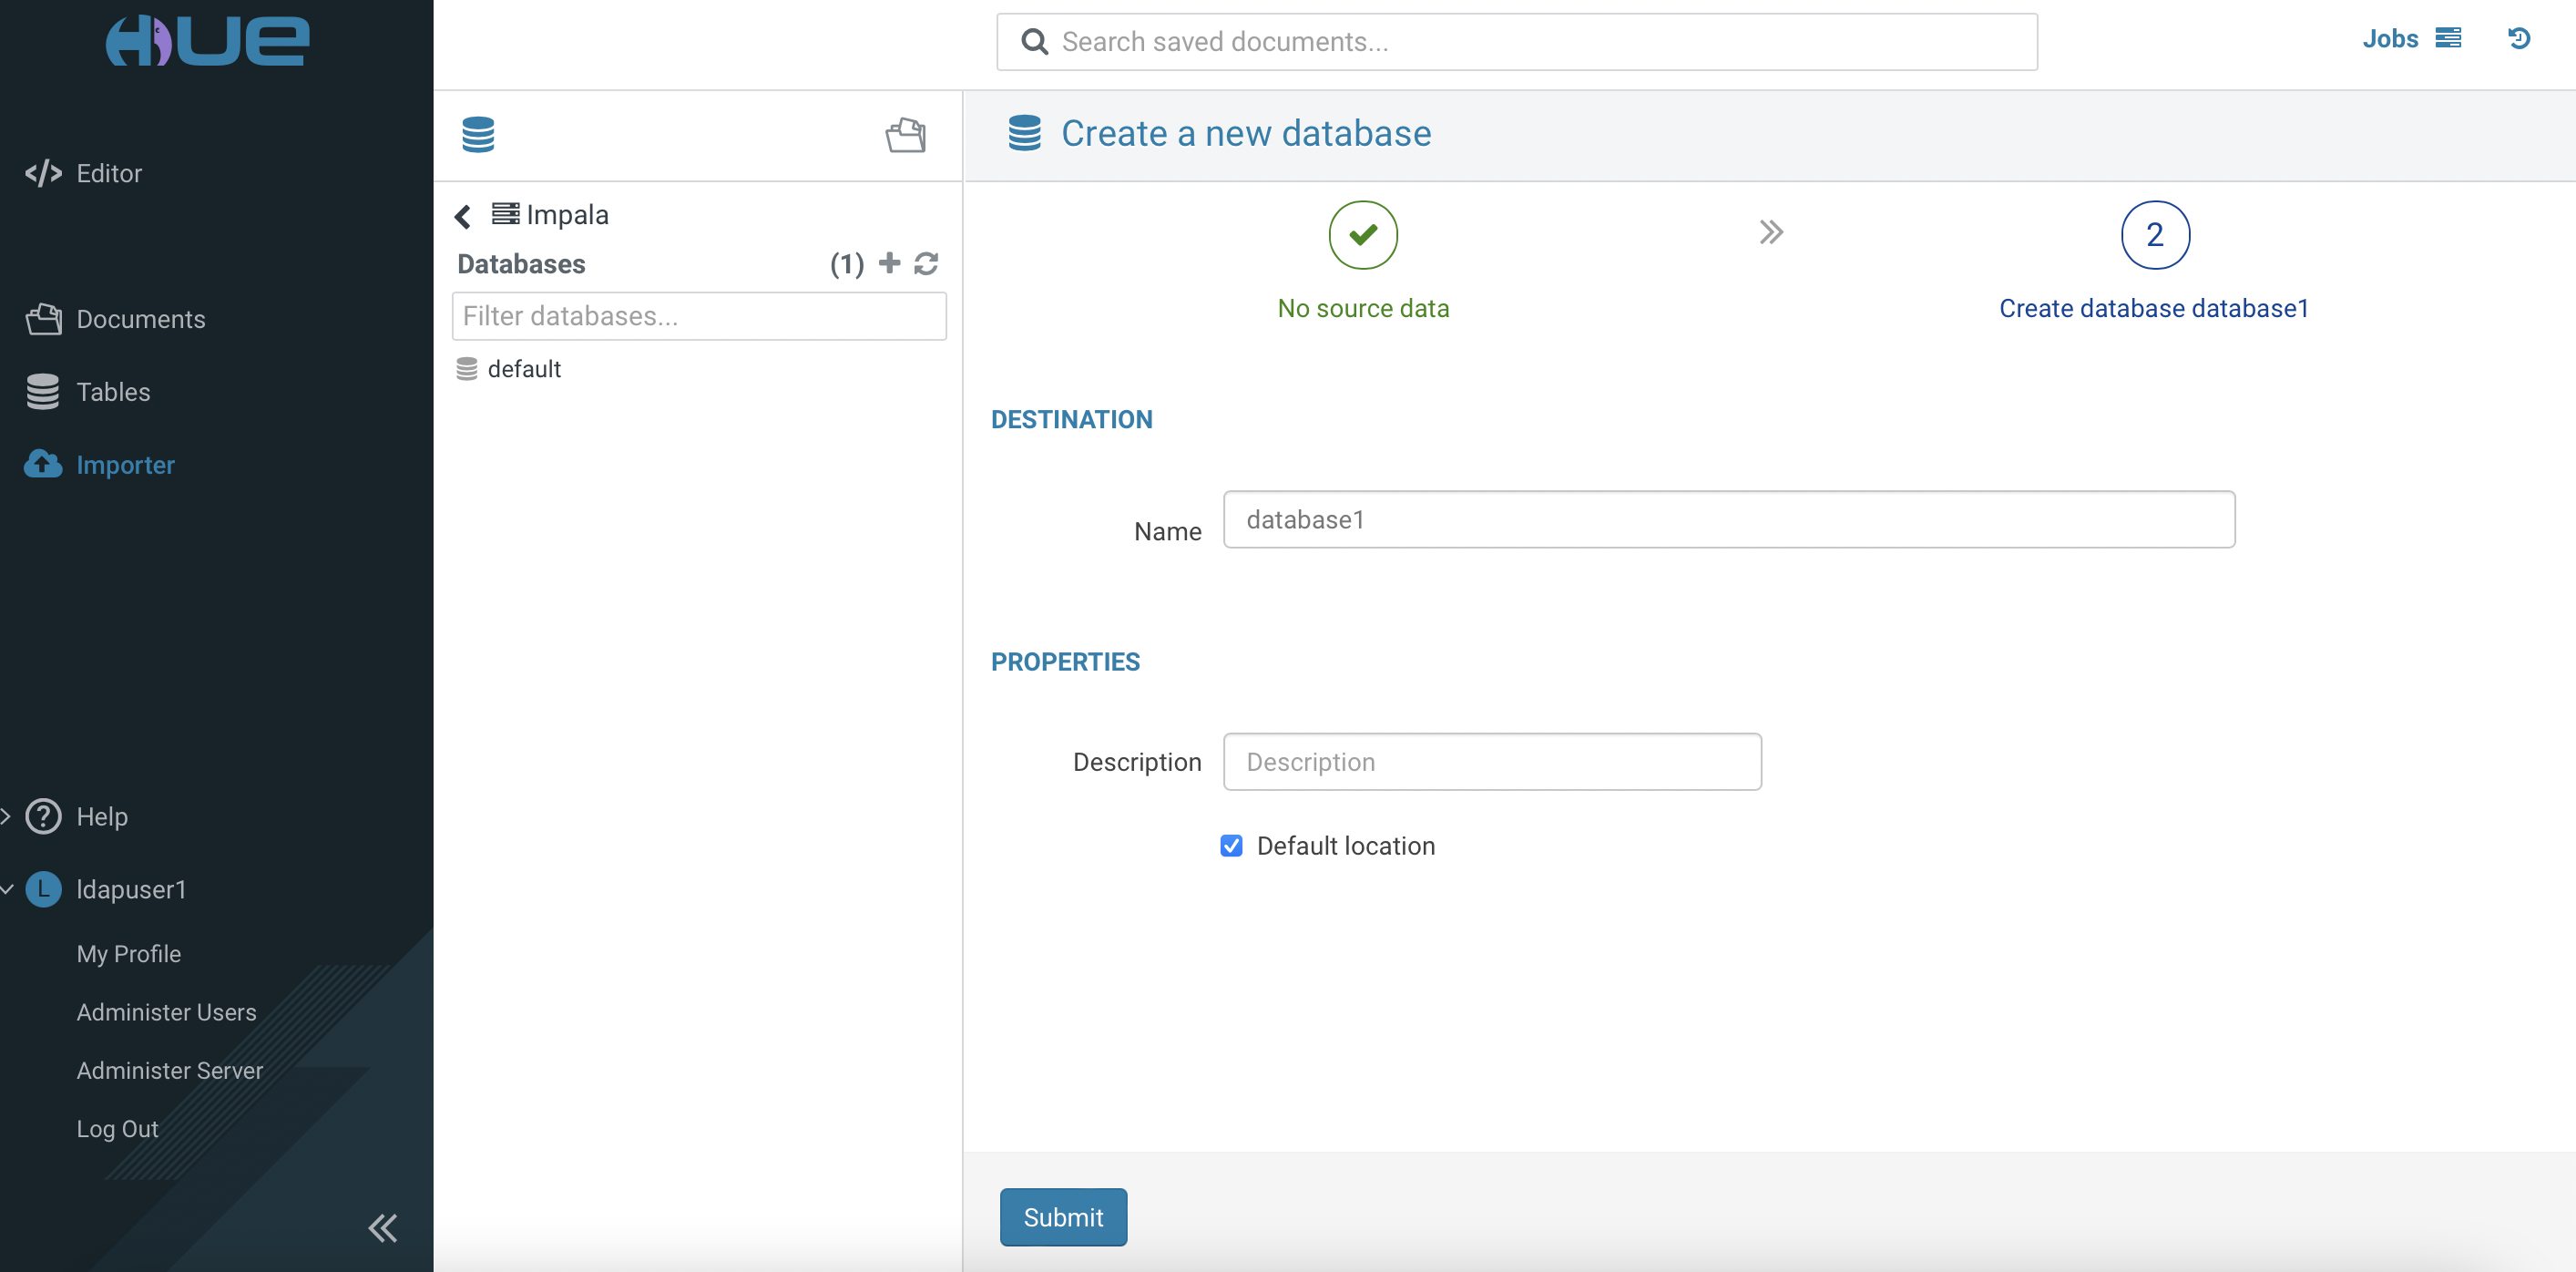 HUE
Search saved documents...
Jobs
Editor
Documents
Tables
Importer
Help
L ldapuser1
My Profile
Administer Users
Administer Server
Log Out
Impala
Databases (1)
Filter databases...
default
Create a new database
No source data
2
Create database database1
DESTINATION
Name database1
PROPERTIES
Description Description
Default location
Submit